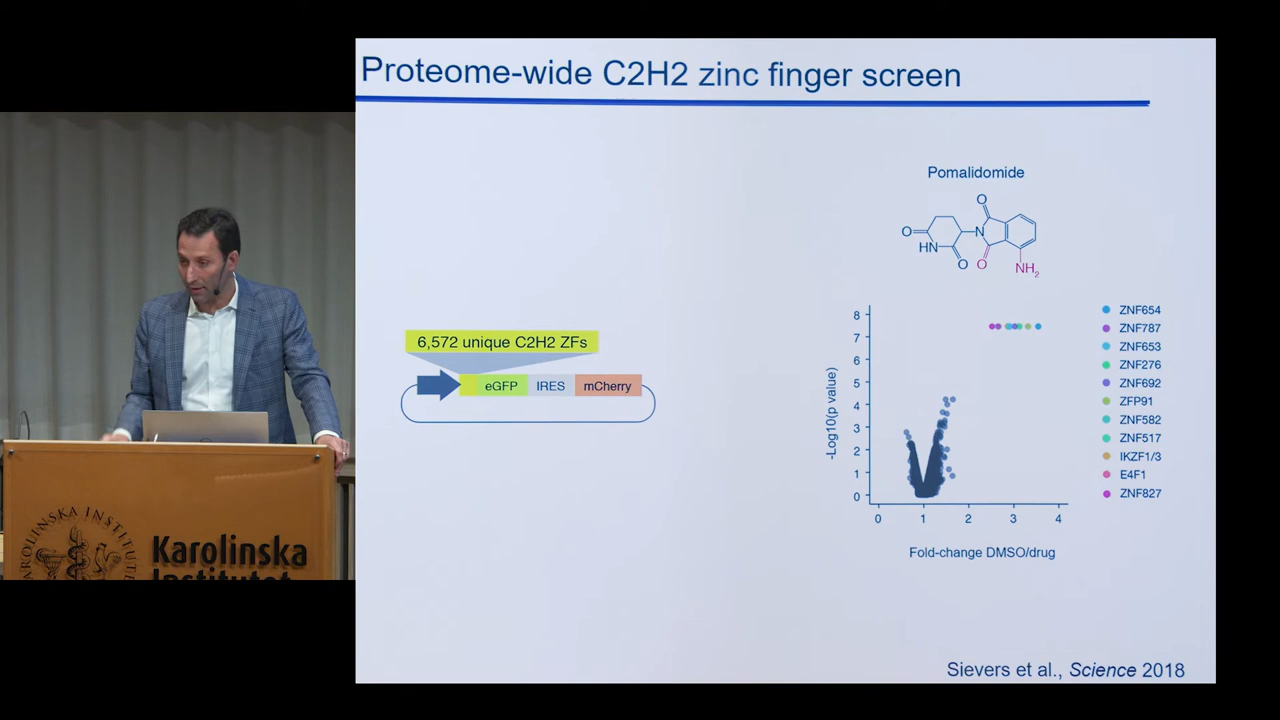 Proteome-wide C2H2 zinc finger screen
Pomalidomide
O
O
N
HN
O
O
NH2
6,572 unique C2H2 ZFs
eGFP
IRES
mCherry
-Log10(p value)
8
7
6
5
4
3
2
1
0
0
1
2
3
4
Fold-change DMSO/drug
ZNF654
ZNF787
ZNF653
ZNF276
ZNF692
ZFP91
ZNF582
ZNF517
IKZF1/3
E4F1
ZNF827
Sievers et al., Science 2018
Karolinska
Institutet